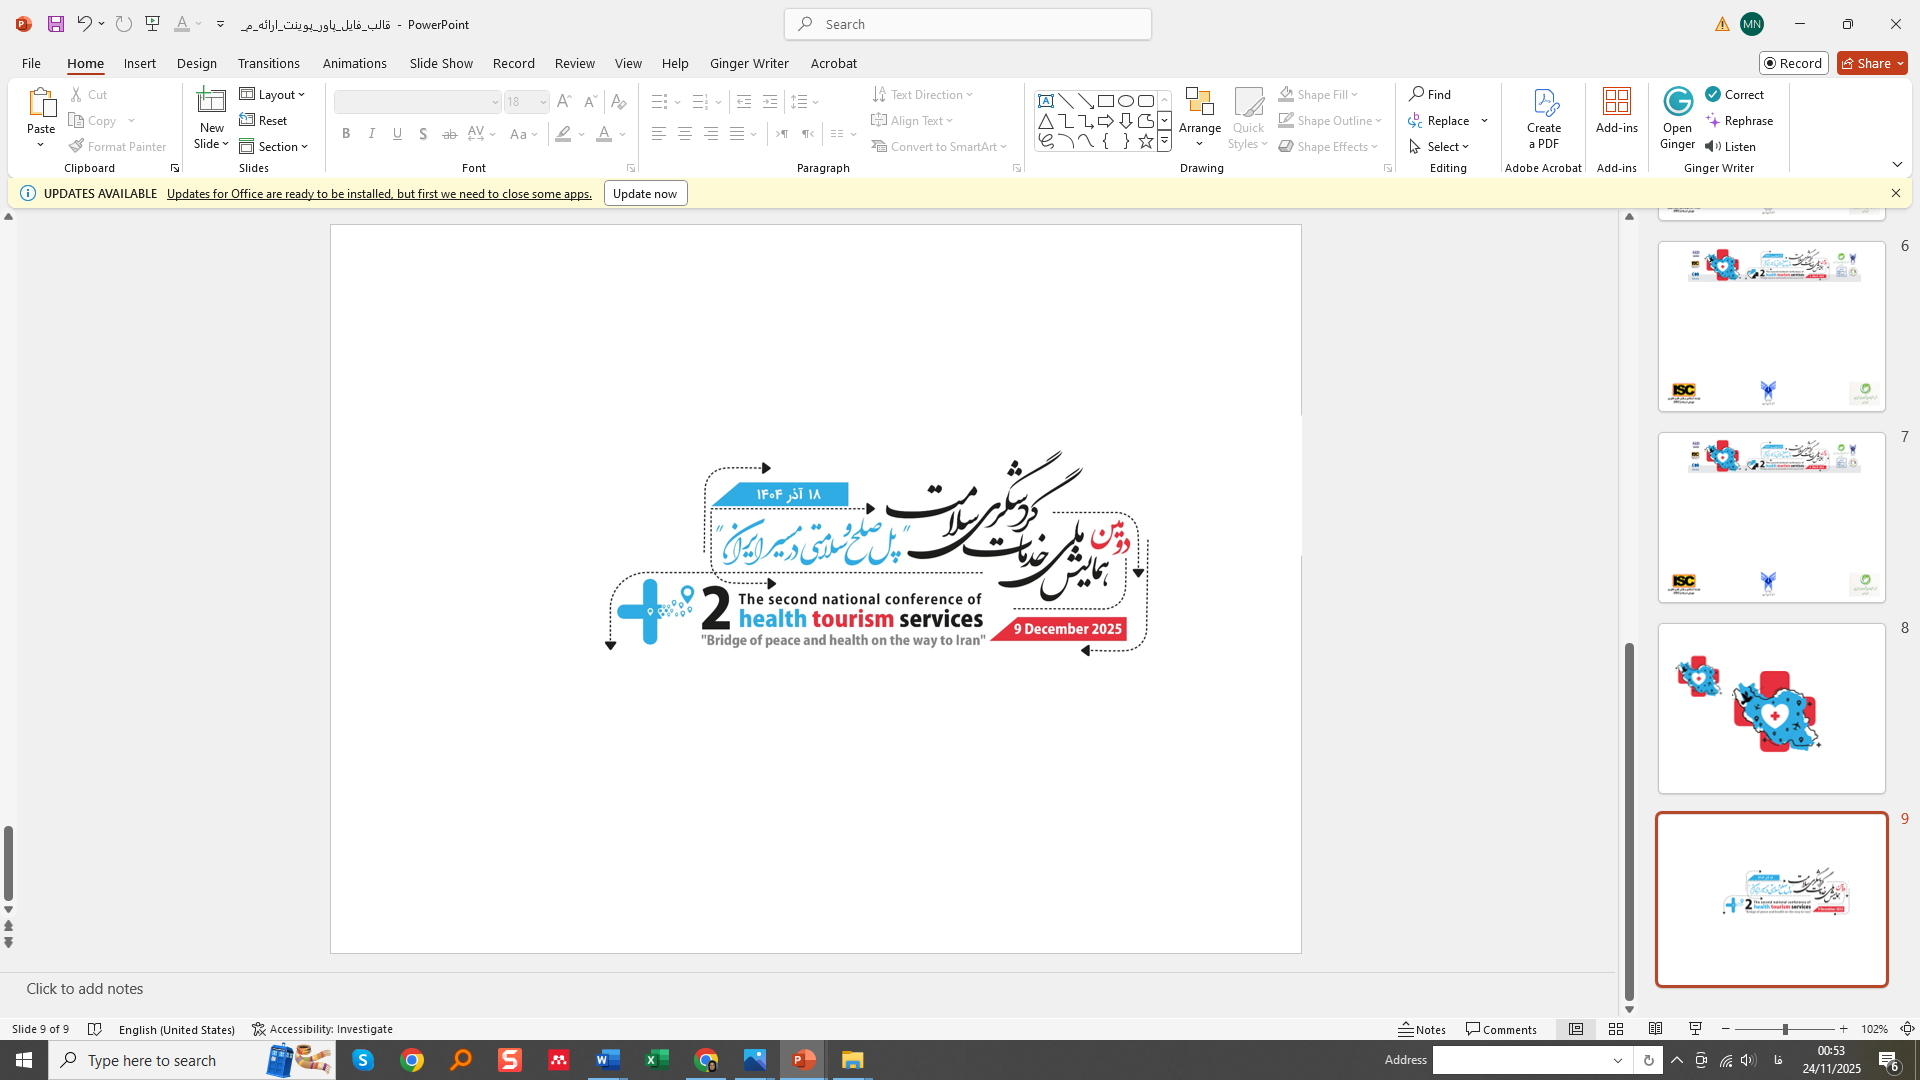 قالب_فایل_پاور_پوینت_ارائه_م_ - PowerPoint
Search
MN
File Home Insert Design Transitions Animations Slide Show Record Review View Help Ginger Writer Acrobat
Record Share
Paste
Cut
Copy
Format Painter
Clipboard
New Slide
Layout
Reset
Section
Slides
18
Font
Paragraph
Text Direction
Align Text
Convert to SmartArt
Arrange
Quick Styles
Shape Fill
Shape Outline
Shape Effects
Drawing
Find
Replace
Select
Editing
Create a PDF
Adobe Acrobat
Add-ins
Add-ins
Open Ginger
Correct
Rephrase
Listen
Ginger Writer
UPDATES AVAILABLE Updates for Office are ready to be installed, but first we need to close some apps. Update now
۱۸ آذر ۱۴۰۴
دومین
همایش ملی
خدمات
گردشگری سلامت
"پل صلح و سلامتی در مسیر ایران"
2 The second national conference of
health tourism services
"Bridge of peace and health on the way to Iran"
9 December 2025
6
ISC
7
ISC
8
9
Click to add notes
Slide 9 of 9 English (United States) Accessibility: Investigate
Notes Comments 102%
Type here to search
Address
فا
00:53
24/11/2025
6